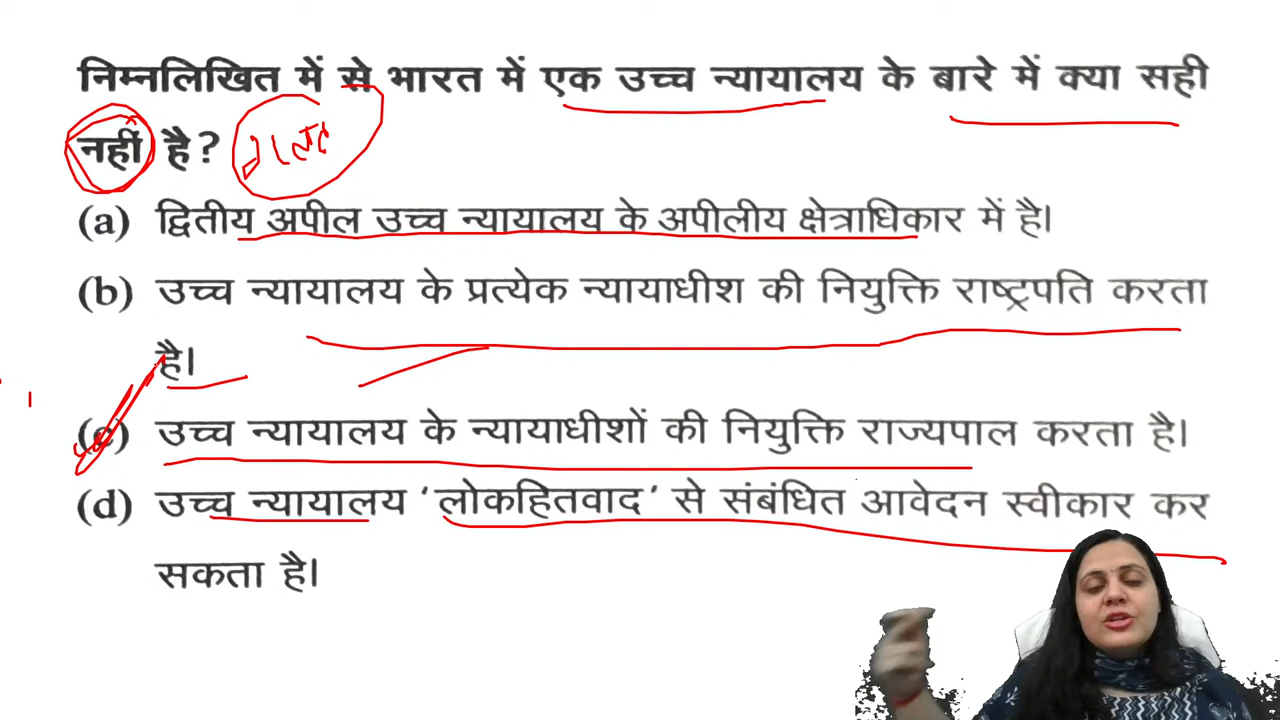 निम्नलिखित में से भारत में एक उच्च न्यायालय के बारे में क्या सही
नहीं है? गलत
(a) द्वितीय अपील उच्च न्यायालय के अपीलीय क्षेत्राधिकार में है।
(b) उच्च न्यायालय के प्रत्येक न्यायाधीश की नियुक्ति राष्ट्रपति करता
है।
(c) उच्च न्यायालय के न्यायाधीशों की नियुक्ति राज्यपाल करता है।
(d) उच्च न्यायालय ‘लोकहितवाद’ से संबंधित आवेदन स्वीकार कर
सकता है।